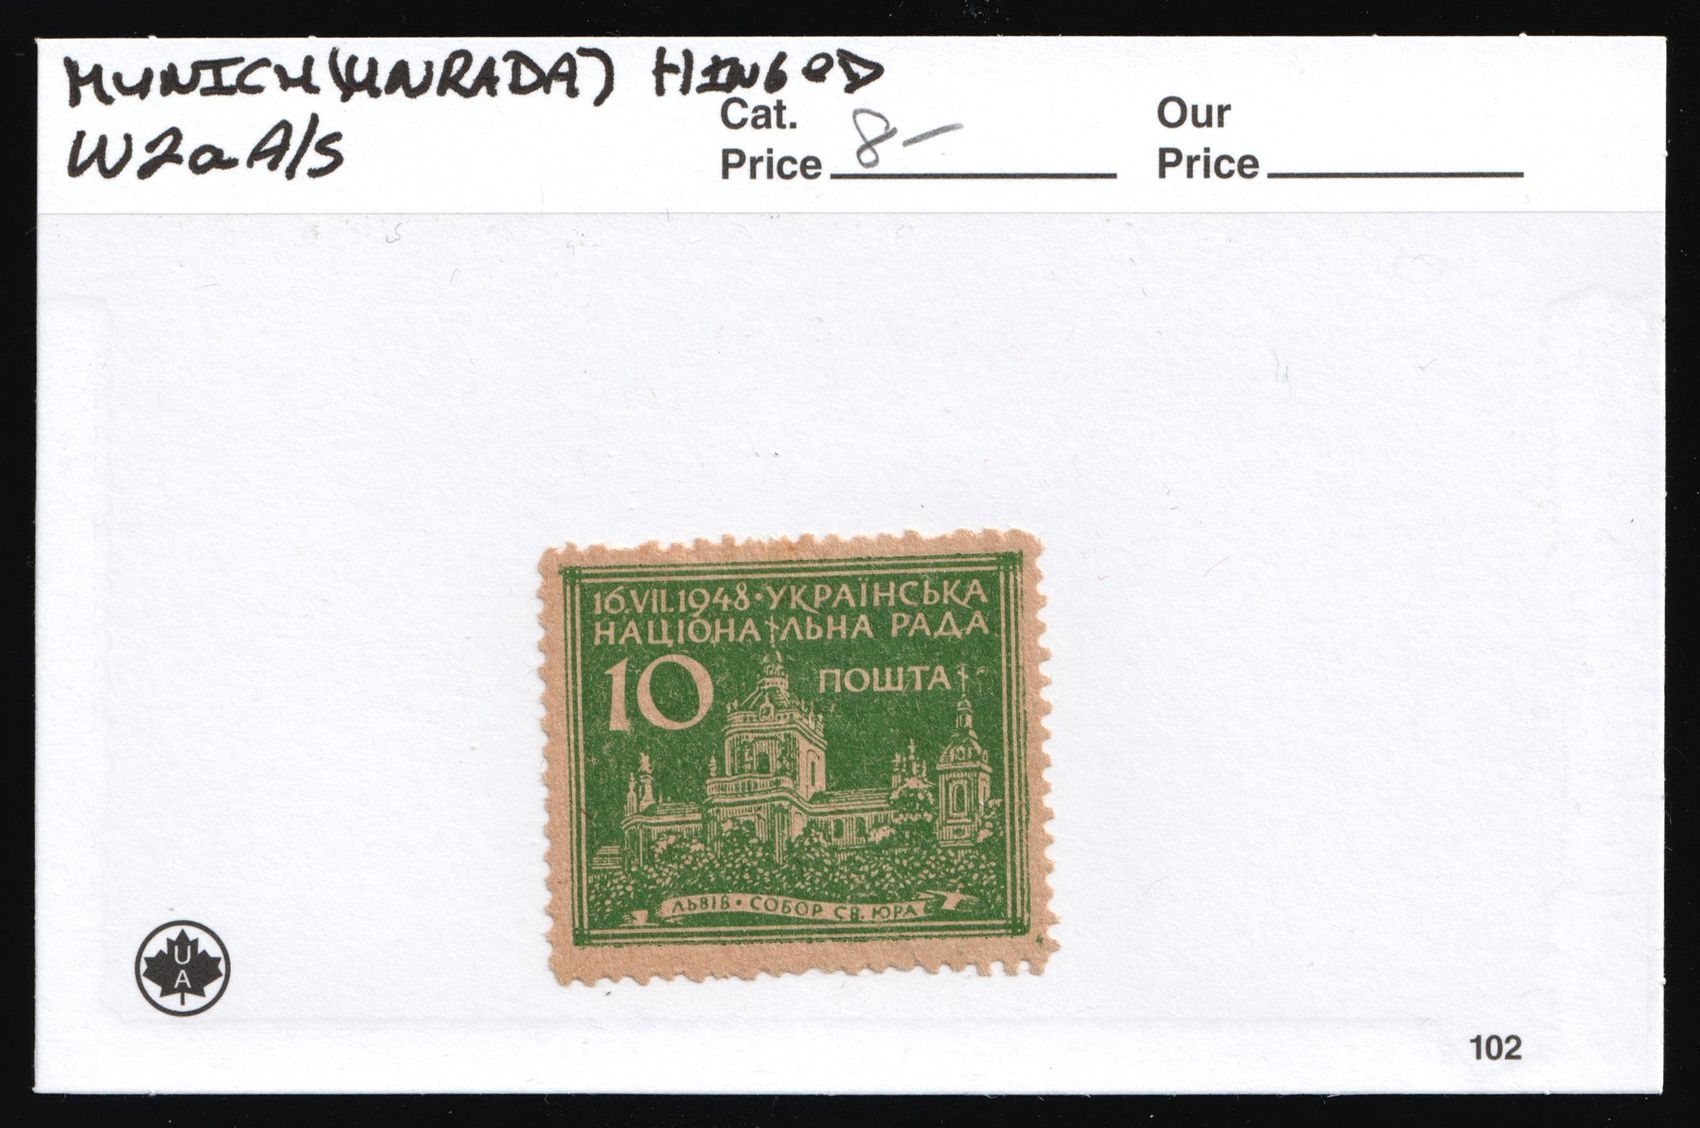 MUNICH (UNRADA) HINGED
W2a A/S
Cat.
Price 8-
Our
Price
16.VII.1948·УКРАЇНСЬКА
НАЦІОНАЛЬНА РАДА
10 ПОШТА
ЛЬВІВ·СОБОР СВ. ЮРА
U
A
102